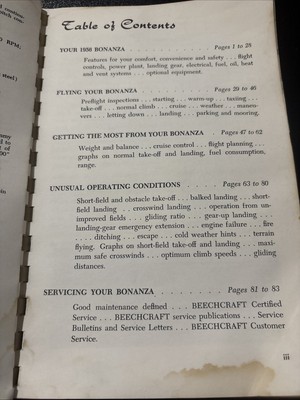 Table of Contents
YOUR 1956 BONANZA . . . . . . . Pages 1 to 28
Features for your comfort, convenience and safety . . . flight
controls, power plant, landing gear, electrical, fuel, oil, heat
and vent systems . . . optional equipment.
FLYING YOUR BONANZA . . . . . . Pages 29 to 46
Preflight inspections . . . starting . . . warm-up . . . taxiing . . .
take-off . . . normal climb . . . cruise . . . weather . . . maneu-
vers . . . letting down . . . landing . . . parking and mooring.
GETTING THE MOST FROM YOUR BONANZA . Pages 47 to 62
Weight and balance . . . cruise control . . . flight planning . . .
graphs on normal take-off and landing, fuel consumption,
range.
UNUSUAL OPERATING CONDITIONS . . . . . Pages 63 to 80
Short-field and obstacle take-off . . . balked landing . . . short-
field landing . . . crosswind landing . . . operation from un-
improved fields . . . gliding ratio . . . gear-up landing . . .
landing-gear emergency extension . . . engine failure . . . fire
. . . ditching . . . escape . . . cold weather hints . . . terrain
flying. Graphs on short-field take-off and landing . . . maxi-
mum safe crosswinds . . . optimum climb speeds . . . gliding
distances.
SERVICING YOUR BONANZA . . . . . . Pages 81 to 83
Good maintenance defined . . . BEECHCRAFT Certified
Service . . . BEECHCRAFT service publications . . . Service
Bulletins and Service Letters . . . BEECHCRAFT Customer
Service.
iii
RPM;
steel)